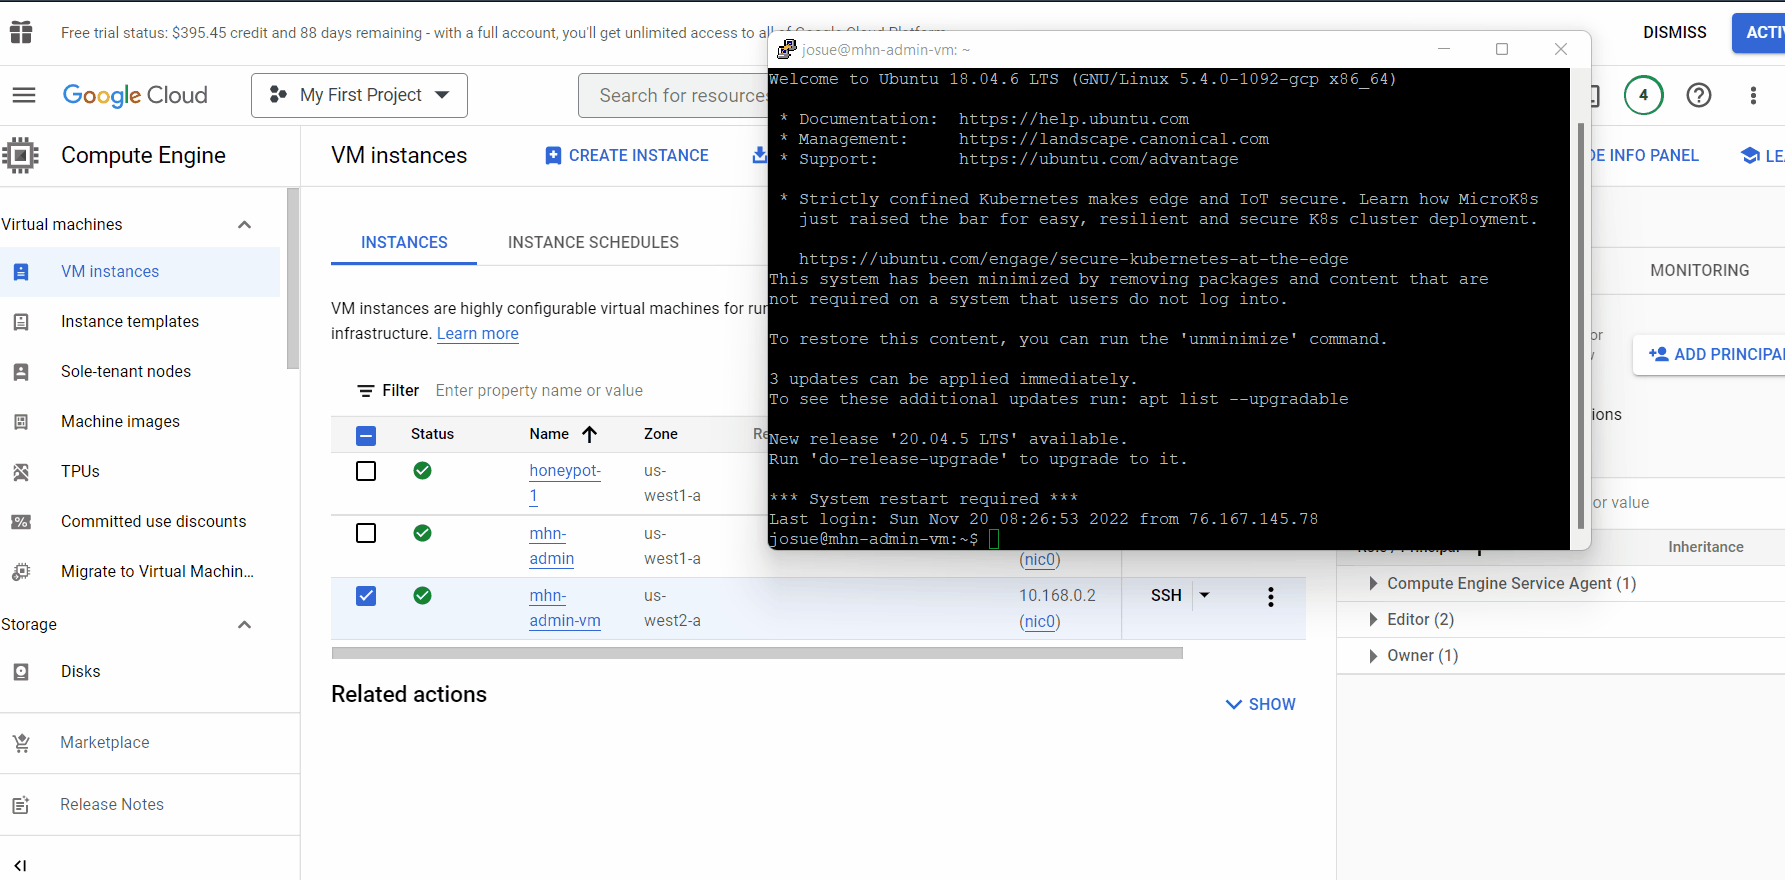 Free trial status: $395.45 credit and 88 days remaining - with a full account, you'll get unlimited access to all of Google Cloud Platform
DISMISS
Google Cloud
My First Project
Search for resources
4
Compute Engine
VM instances
CREATE INSTANCE
INFO PANEL
Virtual machines
VM instances
Instance templates
Sole-tenant nodes
Machine images
TPUs
Committed use discounts
Migrate to Virtual Machin...
Storage
Disks
Marketplace
Release Notes
INSTANCES
INSTANCE SCHEDULES
VM instances are highly configurable virtual machines for
infrastructure. Learn more
Filter
Enter property name or value
Status
Name
Zone
honeypot-
1
us-
west1-a
mhn-
admin
us-
west1-a
(nic0)
mhn-
admin-vm
us-
west2-a
10.168.0.2
(nic0)
SSH
Related actions
SHOW
josue@mhn-admin-vm: ~
Welcome to Ubuntu 18.04.6 LTS (GNU/Linux 5.4.0-1092-gcp x86_64)
* Documentation: https://help.ubuntu.com
* Management: https://landscape.canonical.com
* Support: https://ubuntu.com/advantage
* Strictly confined Kubernetes makes edge and IoT secure. Learn how MicroK8s
just raised the bar for easy, resilient and secure K8s cluster deployment.
https://ubuntu.com/engage/secure-kubernetes-at-the-edge
This system has been minimized by removing packages and content that are
not required on a system that users do not log into.
To restore this content, you can run the 'unminimize' command.
3 updates can be applied immediately.
To see these additional updates run: apt list --upgradable
New release '20.04.5 LTS' available.
Run 'do-release-upgrade' to upgrade to it.
*** System restart required ***
Last login: Sun Nov 20 08:26:53 2022 from 76.167.145.78
josue@mhn-admin-vm:~$
MONITORING
ADD PRINCIPA
or value
Inheritance
Compute Engine Service Agent (1)
Editor (2)
Owner (1)